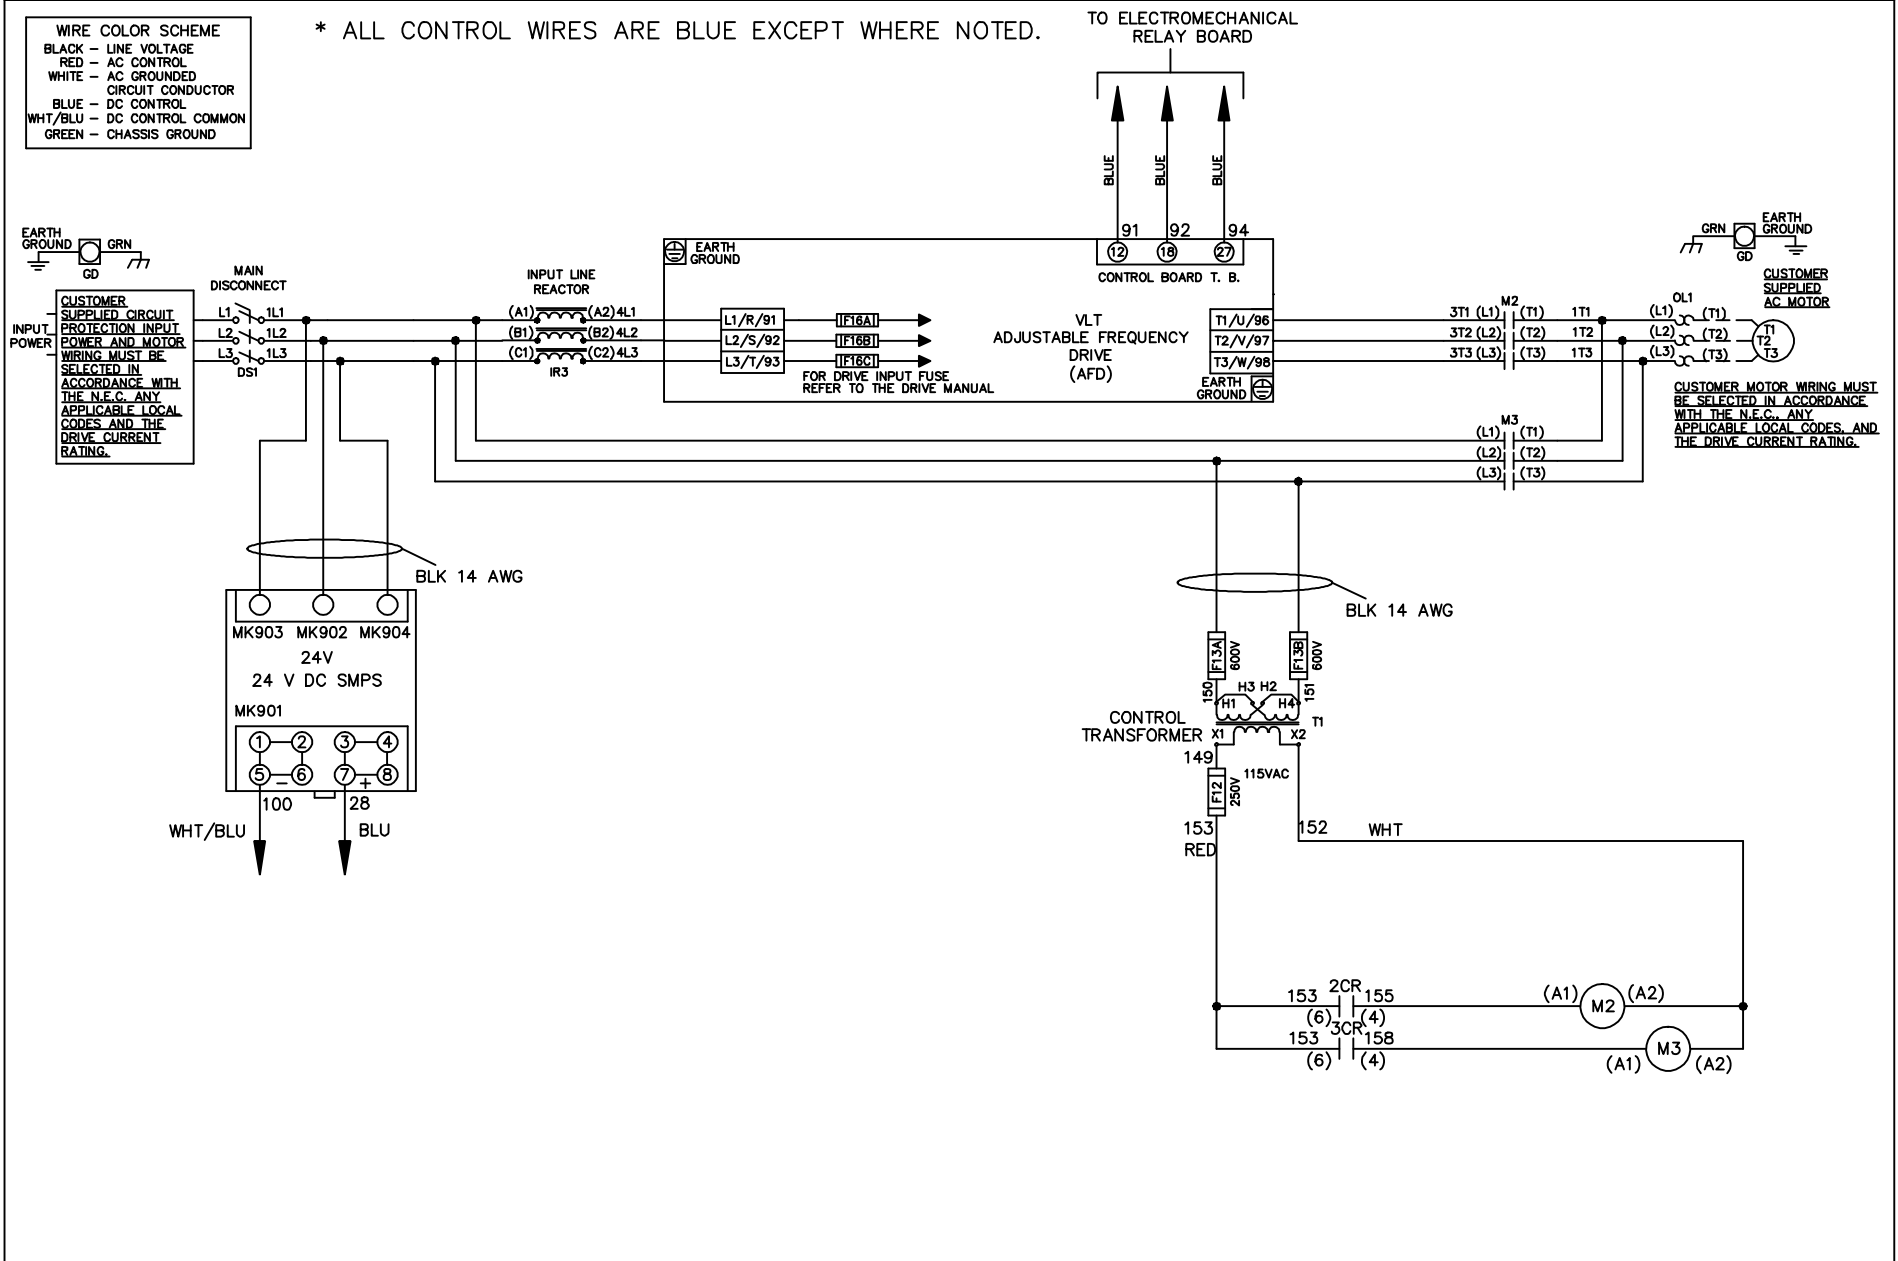 WIRE COLOR SCHEME
BLACK – LINE VOLTAGE
RED – AC CONTROL
WHITE – AC GROUNDED
CIRCUIT CONDUCTOR
BLUE – DC CONTROL
WHT/BLU – DC CONTROL COMMON
GREEN – CHASSIS GROUND
* ALL CONTROL WIRES ARE BLUE EXCEPT WHERE NOTED.
TO ELECTROMECHANICAL
RELAY BOARD
BLUE
BLUE
BLUE
91 92 94
12 18 27
CONTROL BOARD T. B.
EARTH
GROUND
GRN
GD
CUSTOMER
SUPPLIED CIRCUIT
PROTECTION INPUT
POWER AND MOTOR
WIRING MUST BE
SELECTED IN
ACCORDANCE WITH
THE N.E.C. ANY
APPLICABLE LOCAL
CODES AND THE
DRIVE CURRENT
RATING.
INPUT
POWER
MAIN
DISCONNECT
L1 1L1
L2 1L2
L3 1L3
DS1
INPUT LINE
REACTOR
(A1) (A2) 4L1
(B1) (B2) 4L2
(C1) (C2) 4L3
IR3
EARTH
GROUND
L1/R/91
L2/S/92
L3/T/93
IF16A
IF16B
IF16C
FOR DRIVE INPUT FUSE
REFER TO THE DRIVE MANUAL
VLT
ADJUSTABLE FREQUENCY
DRIVE
(AFD)
T1/U/96
T2/V/97
T3/W/98
EARTH
GROUND
M2
3T1 (L1) (T1) 1T1
3T2 (L2) (T2) 1T2
3T3 (L3) (T3) 1T3
OL1
(L1) (T1)
(L2) (T2)
(L3) (T3)
T1
T2
T3
GRN
GD
EARTH
GROUND
CUSTOMER
SUPPLIED
AC MOTOR
CUSTOMER MOTOR WIRING MUST
BE SELECTED IN ACCORDANCE
WITH THE N.E.C., ANY
APPLICABLE LOCAL CODES, AND
THE DRIVE CURRENT RATING.
M3
(L1) (T1)
(L2) (T2)
(L3) (T3)
BLK 14 AWG
MK903 MK902 MK904
24V
24 V DC SMPS
MK901
1 2 3 4
5 – 6 7 + 8
100 28
WHT/BLU BLU
BLK 14 AWG
F13A
600V
F13B
600V
150
151
H3 H2
H1 H4
T1
CONTROL
TRANSFORMER
X1 X2
149
115VAC
F12
250V
153
RED
152
WHT
2CR
153 155
(6) (4)
(A1) M2 (A2)
3CR
153 158
(6) (4)
(A1) M3 (A2)